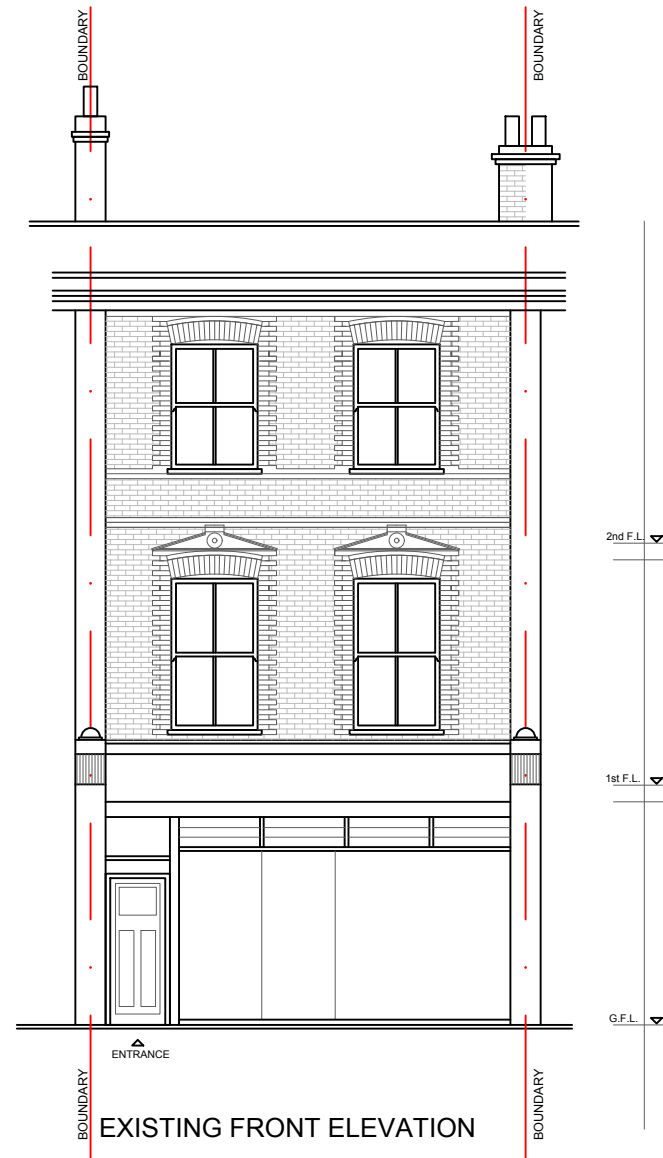 BOUNDARY
BOUNDARY
2nd F.L.
1st F.L.
G.F.L.
ENTRANCE
BOUNDARY
EXISTING FRONT ELEVATION
BOUNDARY